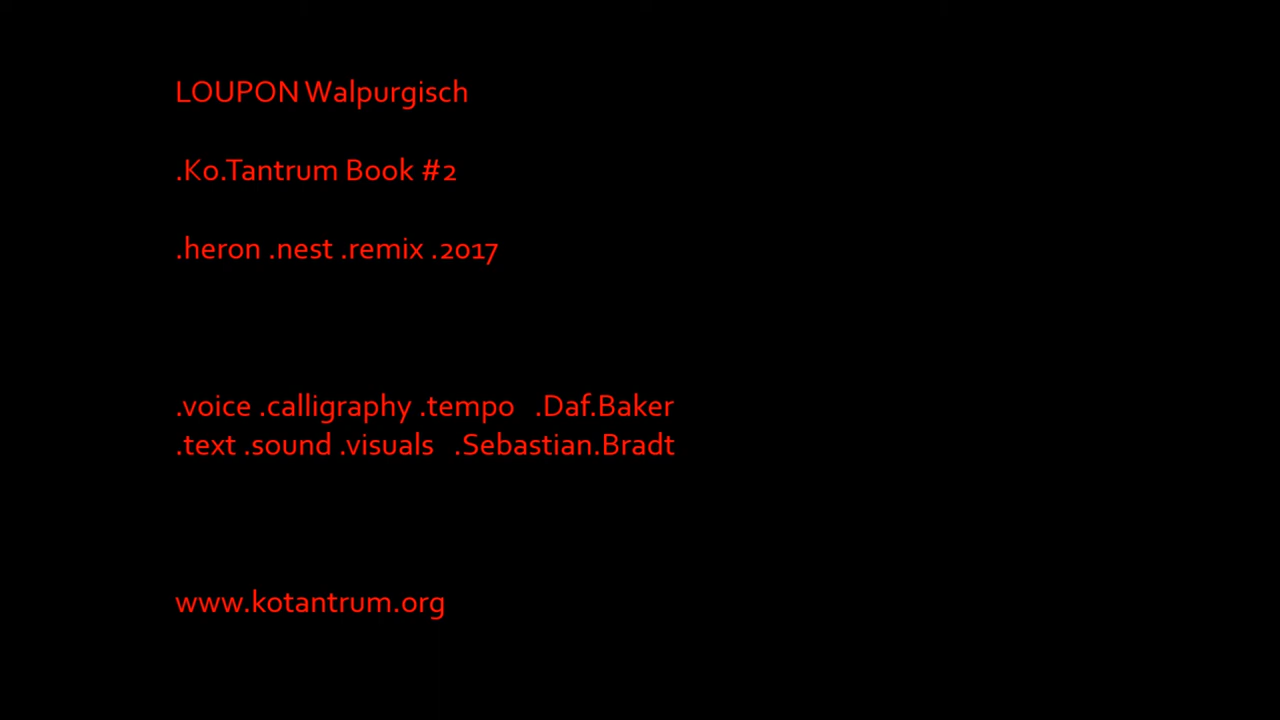 LOUPON Walpurgisch
.Ko.Tantrum Book #2
.heron .nest .remix .2017
.voice .calligraphy .tempo .Daf.Baker
.text .sound .visuals .Sebastian.Bradt
www.kotantrum.org